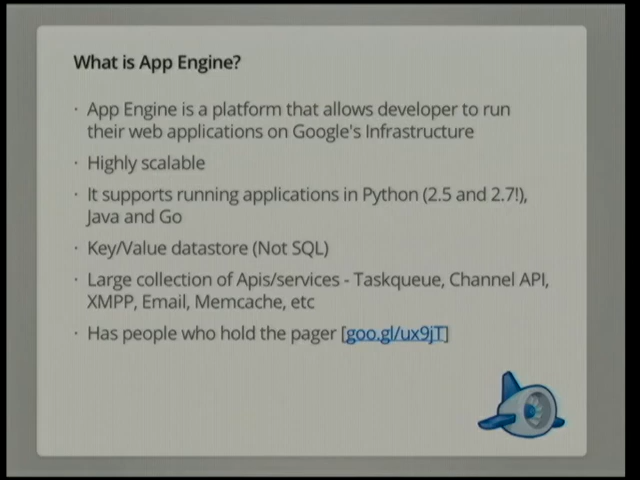 What is App Engine?
· App Engine is a platform that allows developer to run
their web applications on Google's Infrastructure
· Highly scalable
· It supports running applications in Python (2.5 and 2.7!),
Java and Go
· Key/Value datastore (Not SQL)
· Large collection of Apis/services - Taskqueue, Channel API,
XMPP, Email, Memcache, etc
· Has people who hold the pager [goo.gl/ux9jT]